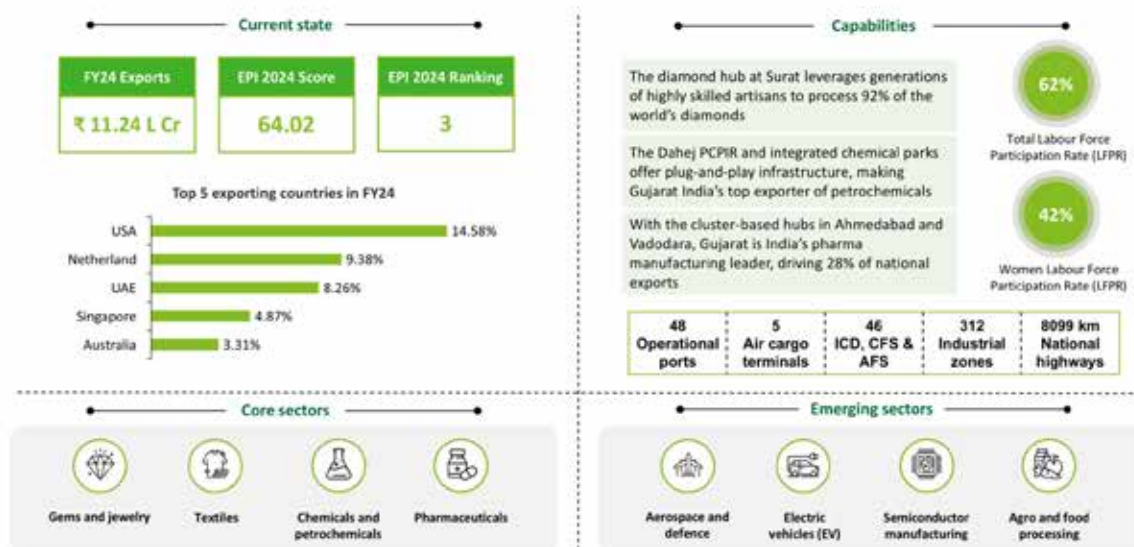 Current state
FY24 Exports
₹ 11.24 L Cr
EPI 2024 Score
64.02
EPI 2024 Ranking
3
Top 5 exporting countries in FY24
USA
14.58%
Netherland
9.38%
UAE
8.26%
Singapore
4.87%
Australia
3.31%
Capabilities
The diamond hub at Surat leverages generations
of highly skilled artisans to process 92% of the
world's diamonds
The Dahej PCPIR and integrated chemical parks
offer plug-and-play infrastructure, making
Gujarat India's top exporter of petrochemicals
With the cluster-based hubs in Ahmedabad and
Vadodara, Gujarat is India's pharma
manufacturing leader, driving 28% of national
exports
62%
Total Labour Force
Participation Rate (LFPR)
42%
Women Labour Force
Participation Rate (LFPR)
48
Operational
ports
5
Air cargo
terminals
46
ICD, CFS &
AFS
312
Industrial
zones
8099 km
National
highways
Core sectors
Gems and jewelry
Textiles
Chemicals and
petrochemicals
Pharmaceuticals
Emerging sectors
Aerospace and
defence
Electric
vehicles (EV)
Semiconductor
manufacturing
Agro and food
processing